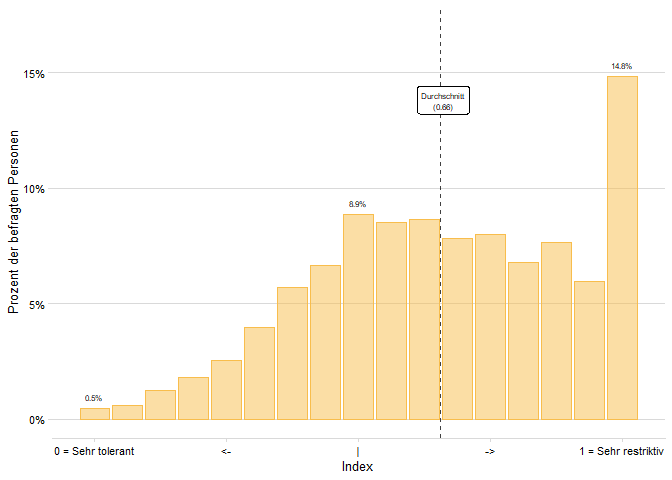 14.8%
15%
Durchschnitt
(0.66)
10%
8.9%
5%
0.5%
0%
0 = Sehr tolerant
<-
|
->
1 = Sehr restriktiv
Index
Prozent der befragten Personen